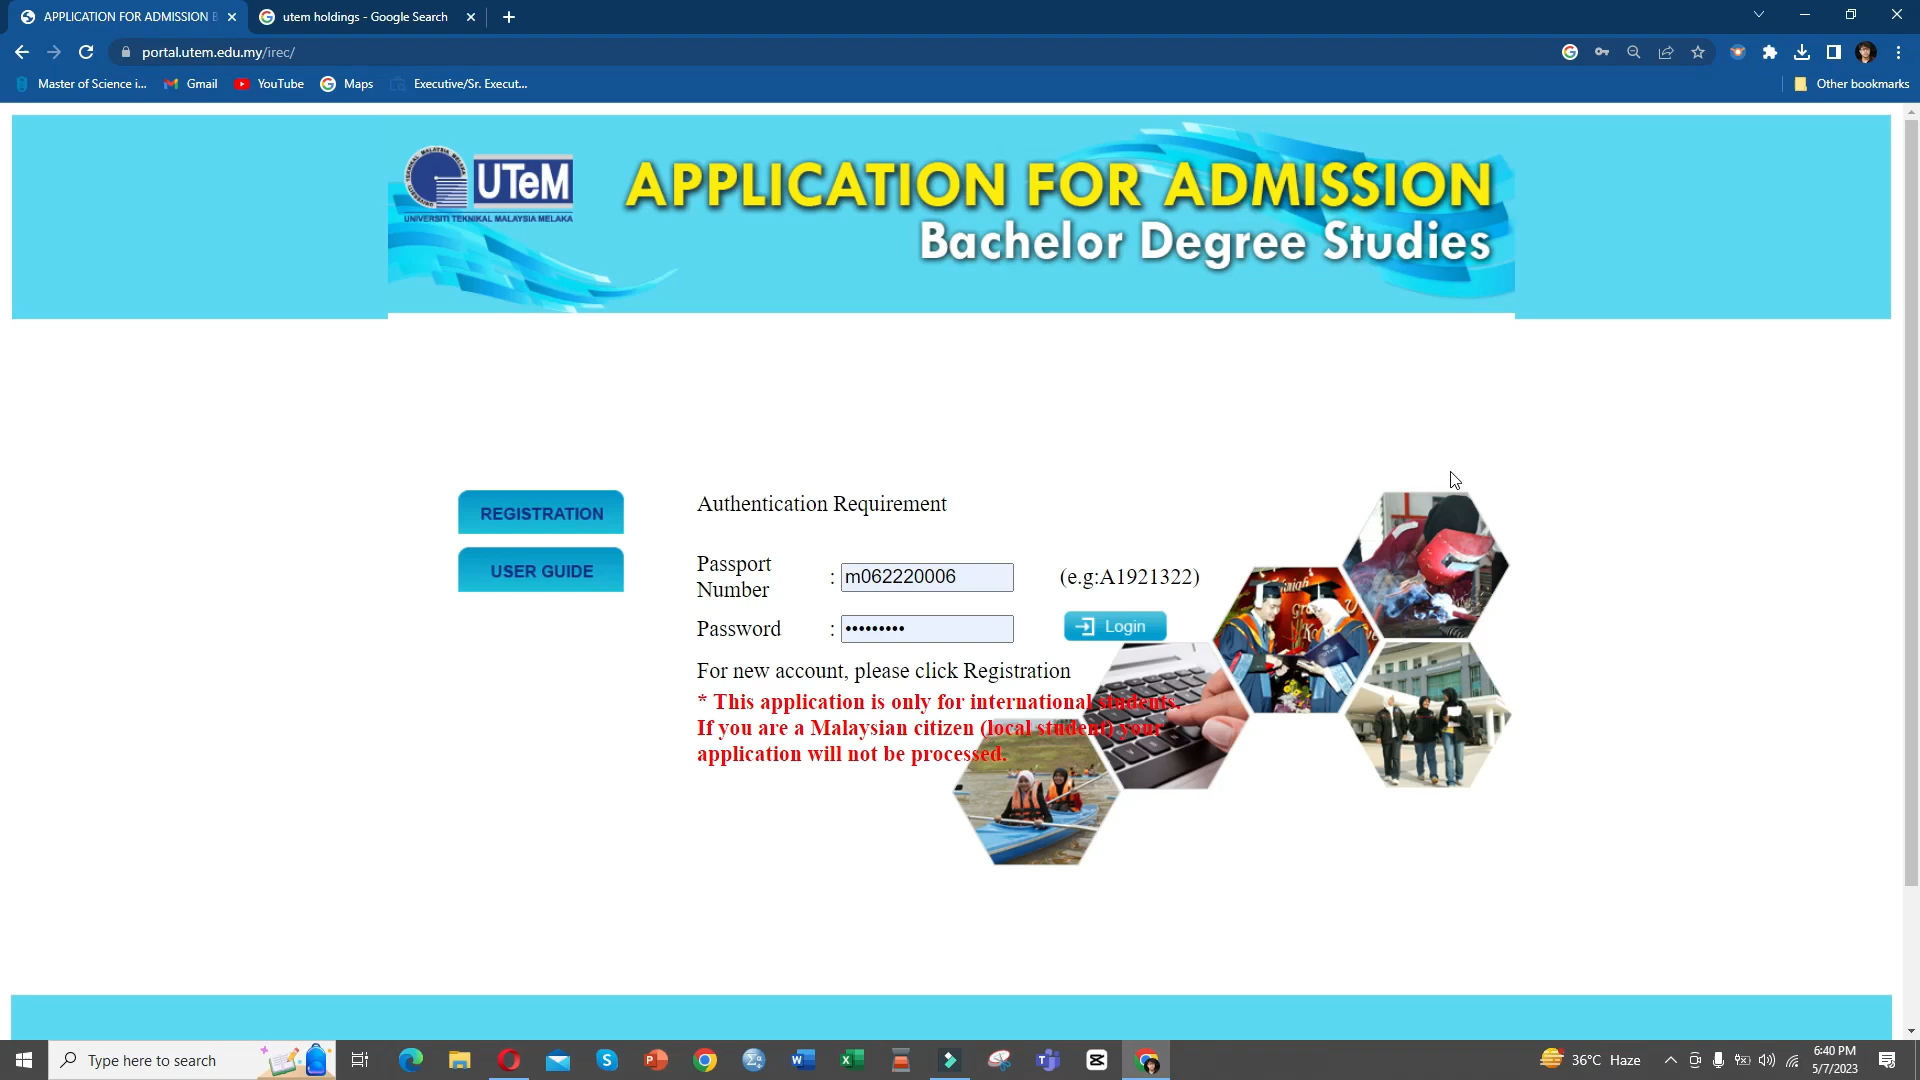 APPLICATION FOR ADMISSION B
utem holdings - Google Search
portal.utem.edu.my/irec/
Master of Science i...
Gmail
YouTube
Maps
Executive/Sr. Execut...
Other bookmarks
UTeM
UNIVERSITI TEKNIKAL MALAYSIA MELAKA
APPLICATION FOR ADMISSION
Bachelor Degree Studies
REGISTRATION
USER GUIDE
Authentication Requirement
Passport
Number
: m062220006
(e.g:A1921322)
Password : •••••••••
Login
For new account, please click Registration
* This application is only for international students.
If you are a Malaysian citizen (local student) your
application will not be processed.
Type here to search
36°C Haze
6:40 PM
5/7/2023